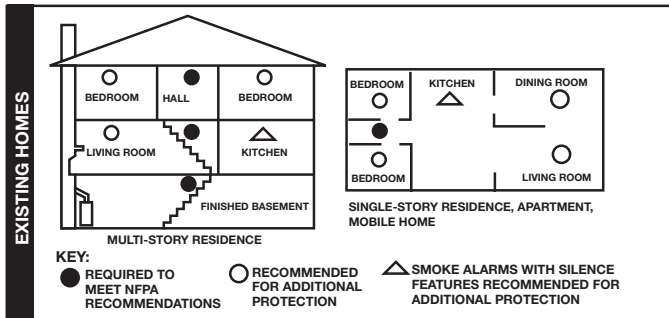 EXISTING HOMES
BEDROOM
HALL
BEDROOM
LIVING ROOM
KITCHEN
FINISHED BASEMENT
MULTI-STORY RESIDENCE
BEDROOM
KITCHEN
DINING ROOM
BEDROOM
LIVING ROOM
SINGLE-STORY RESIDENCE, APARTMENT,
MOBILE HOME
KEY:
REQUIRED TO
MEET NFPA
RECOMMENDATIONS
RECOMMENDED
FOR ADDITIONAL
PROTECTION
SMOKE ALARMS WITH SILENCE
FEATURES RECOMMENDED FOR
ADDITIONAL PROTECTION